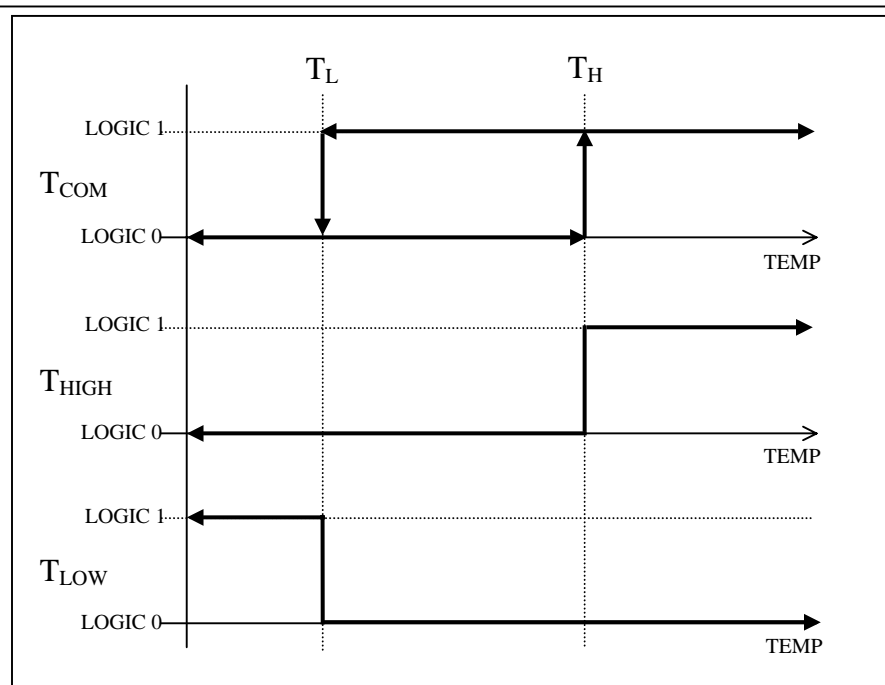 T_L T_H
LOGIC 1
T_COM
LOGIC 0
TEMP
LOGIC 1
T_HIGH
LOGIC 0
TEMP
LOGIC 1
T_LOW
LOGIC 0
TEMP